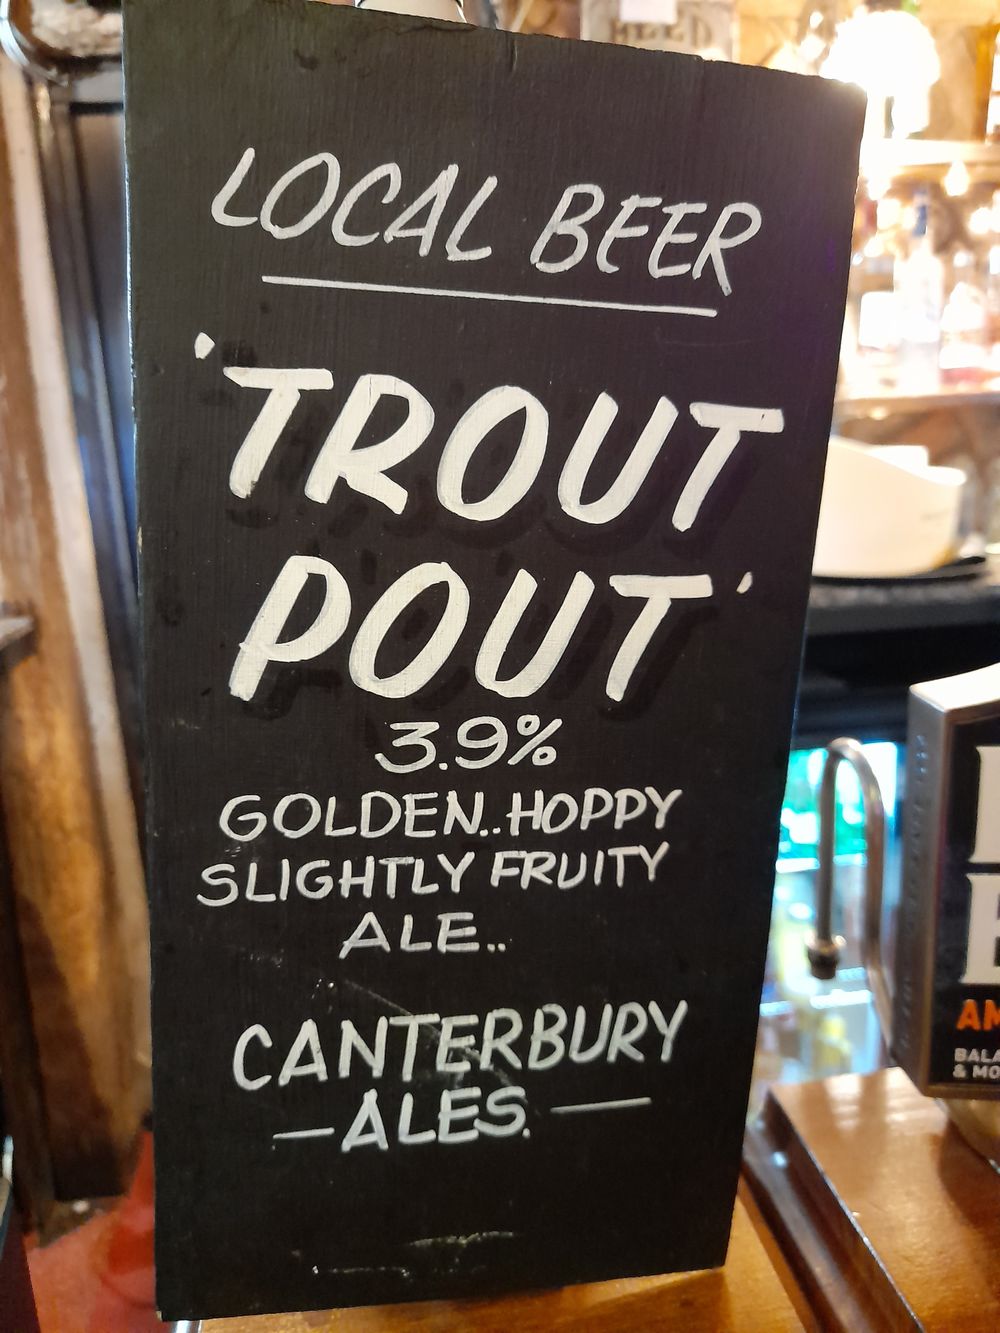 LOCAL BEER
'TROUT
POUT'
3.9%
GOLDEN..HOPPY
SLIGHTLY FRUITY
ALE..
CANTERBURY
—ALES.—